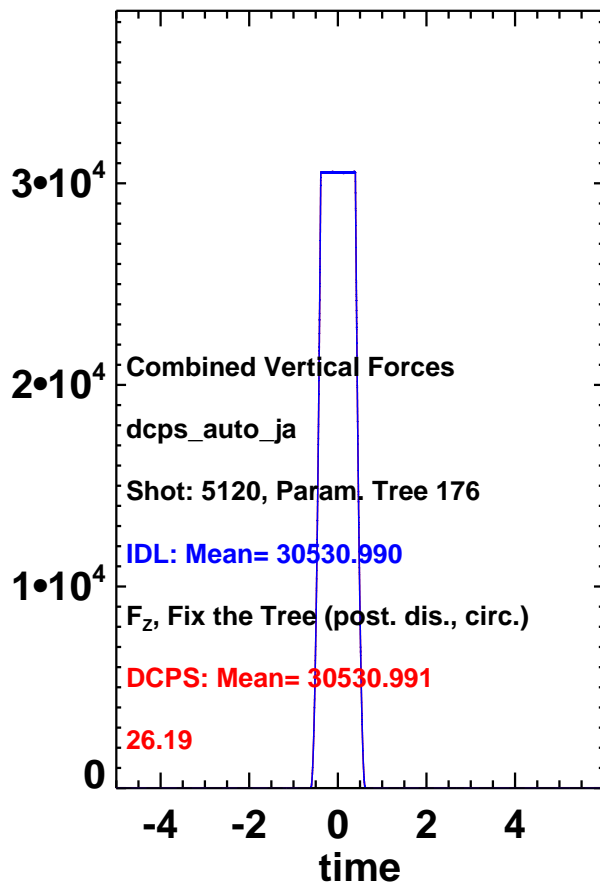 3•10⁴
2•10⁴
Combined Vertical Forces
dcps_auto_ja
Shot: 5120, Param. Tree 176
IDL: Mean= 30530.990
1•10⁴
F_Z, Fix the Tree (post. dis., circ.)
DCPS: Mean= 30530.991
26.19
0
-4 -2 0 2 4
time